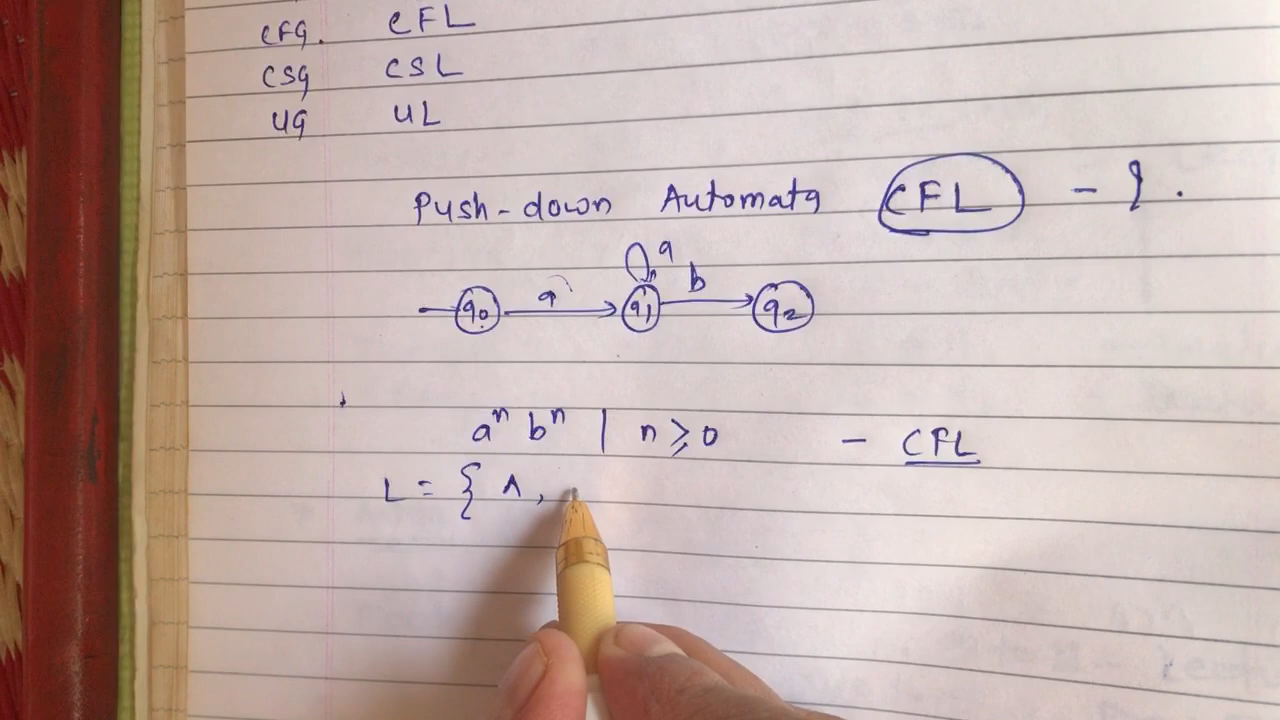 CFG. CFL
CSG CSL
UG UL
Push-down Automata CFL - }.
a
a b
q0 q1 q2
a^n b^n | n ≥ 0 - CFL
L = { Λ,